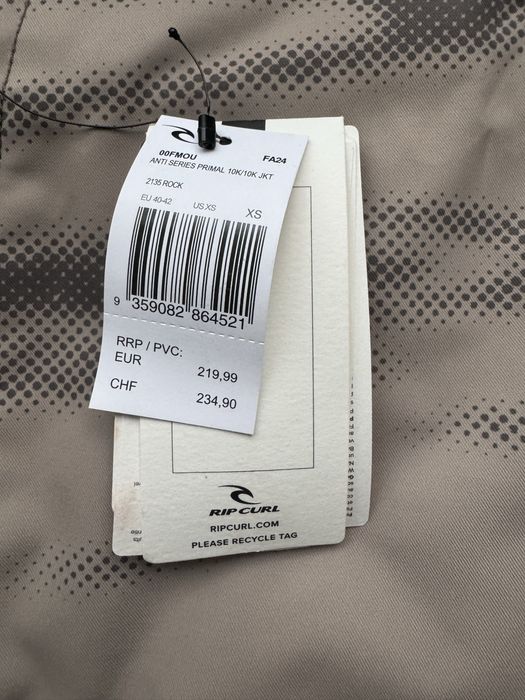 00FMOU FA24
ANTI SERIES PRIMAL 10K/10K JKT
2135 ROCK
EU 40-42 US XS XS
9 359082 864521
RRP / PVC:
EUR 219,99
CHF 234,90
RIP CURL
RIPCURL.COM
PLEASE RECYCLE TAG